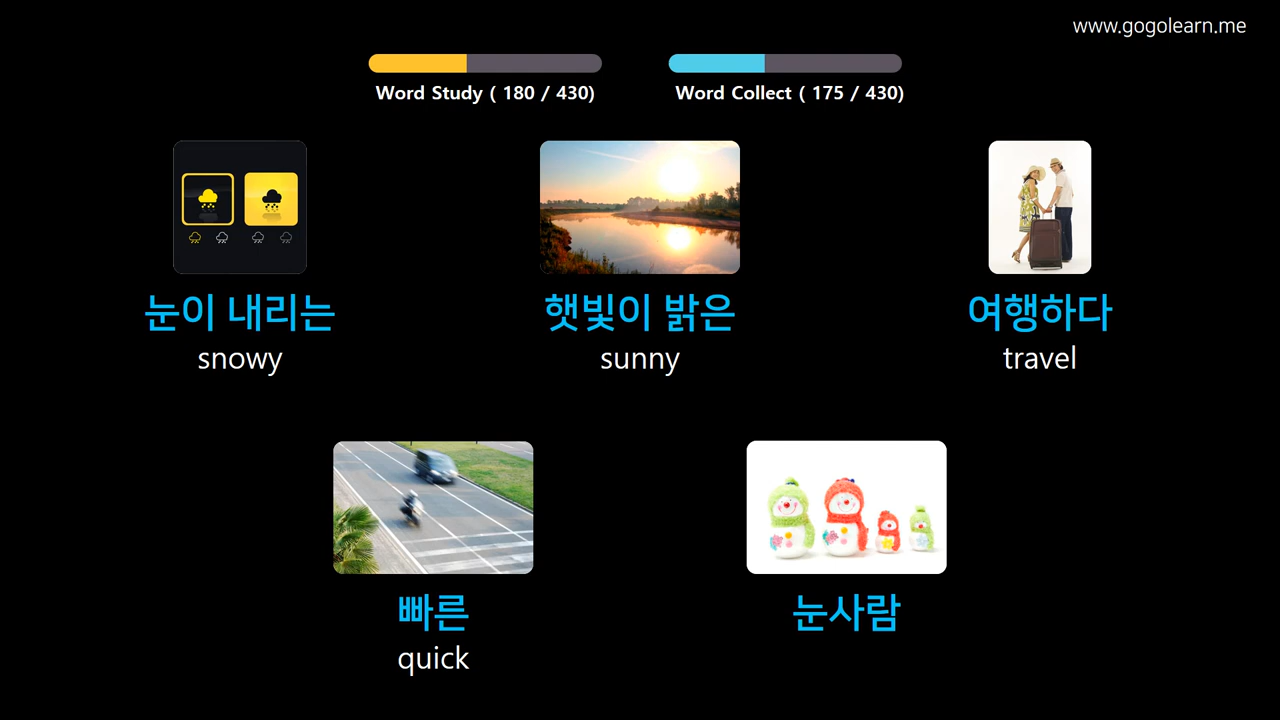 www.gogolearn.me
Word Study ( 180 / 430)
Word Collect ( 175 / 430)
눈이 내리는
snowy
햇빛이 밝은
sunny
여행하다
travel
빠른
quick
눈사람